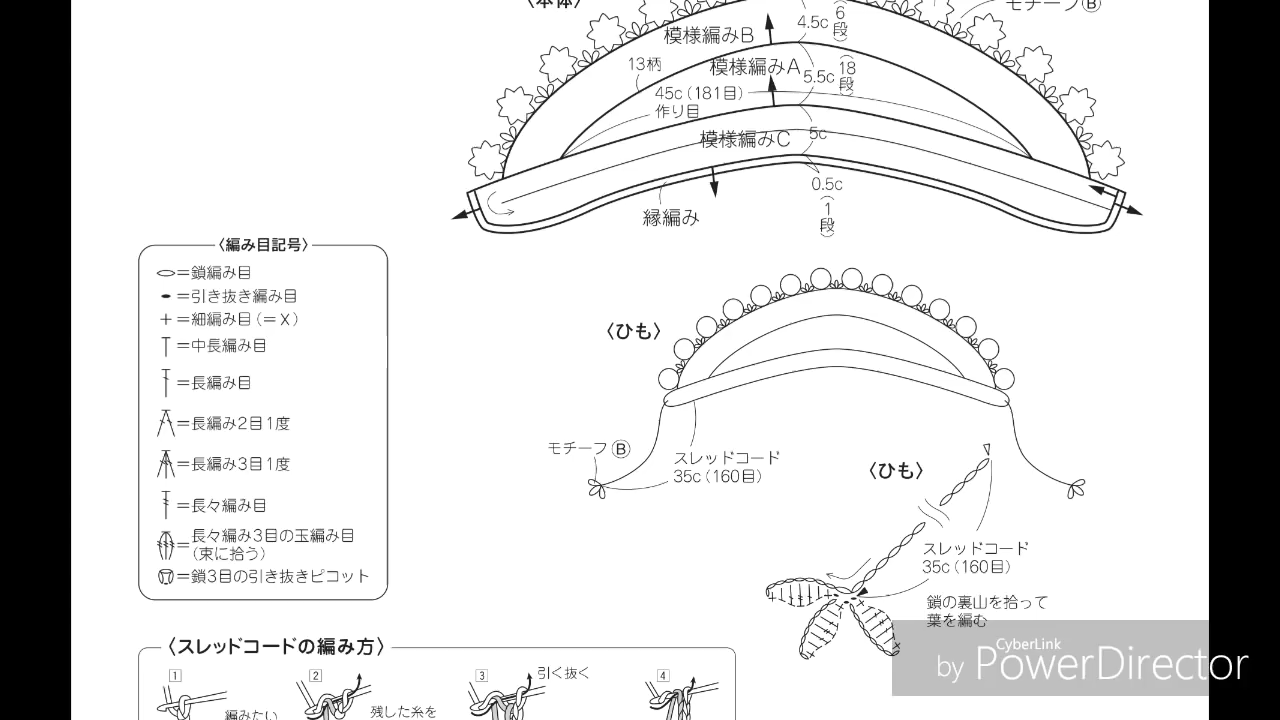 〈本体〉
モチーフⒷ
模様編みB
4.5c
6段
13柄
模様編みA
5.5c
18段
45c(181目)
作り目
模様編みC
5c
0.5c
1段
縁編み
〈編み目記号〉
=鎖編み目
=引き抜き編み目
=細編み目(=X)
=中長編み目
=長編み目
=長編み2目1度
=長編み3目1度
=長々編み目
=長々編み3目の玉編み目
(束に拾う)
=鎖3目の引き抜きピコット
〈ひも〉
モチーフⒷ
スレッドコード
35c(160目)
〈ひも〉
スレッドコード
35c(160目)
鎖の裏山を拾って
葉を編む
〈スレッドコードの編み方〉
1
編みたい
2
残した糸を
3
引く抜く
4
CyberLink
by PowerDirector